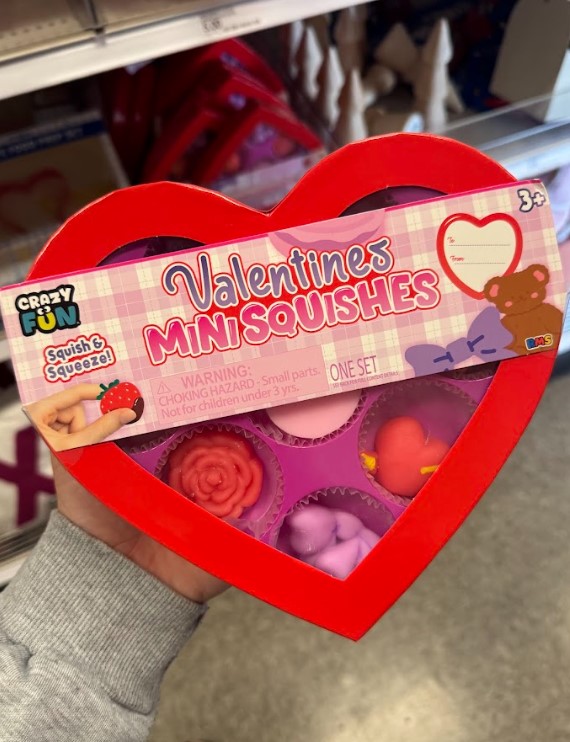 3+
CRAZY
FUN
Valentines
MINI SQUISHES
To
From
Squish &
Squeeze!
WARNING:
CHOKING HAZARD - Small parts.
Not for children under 3 yrs.
ONE SET
BMS